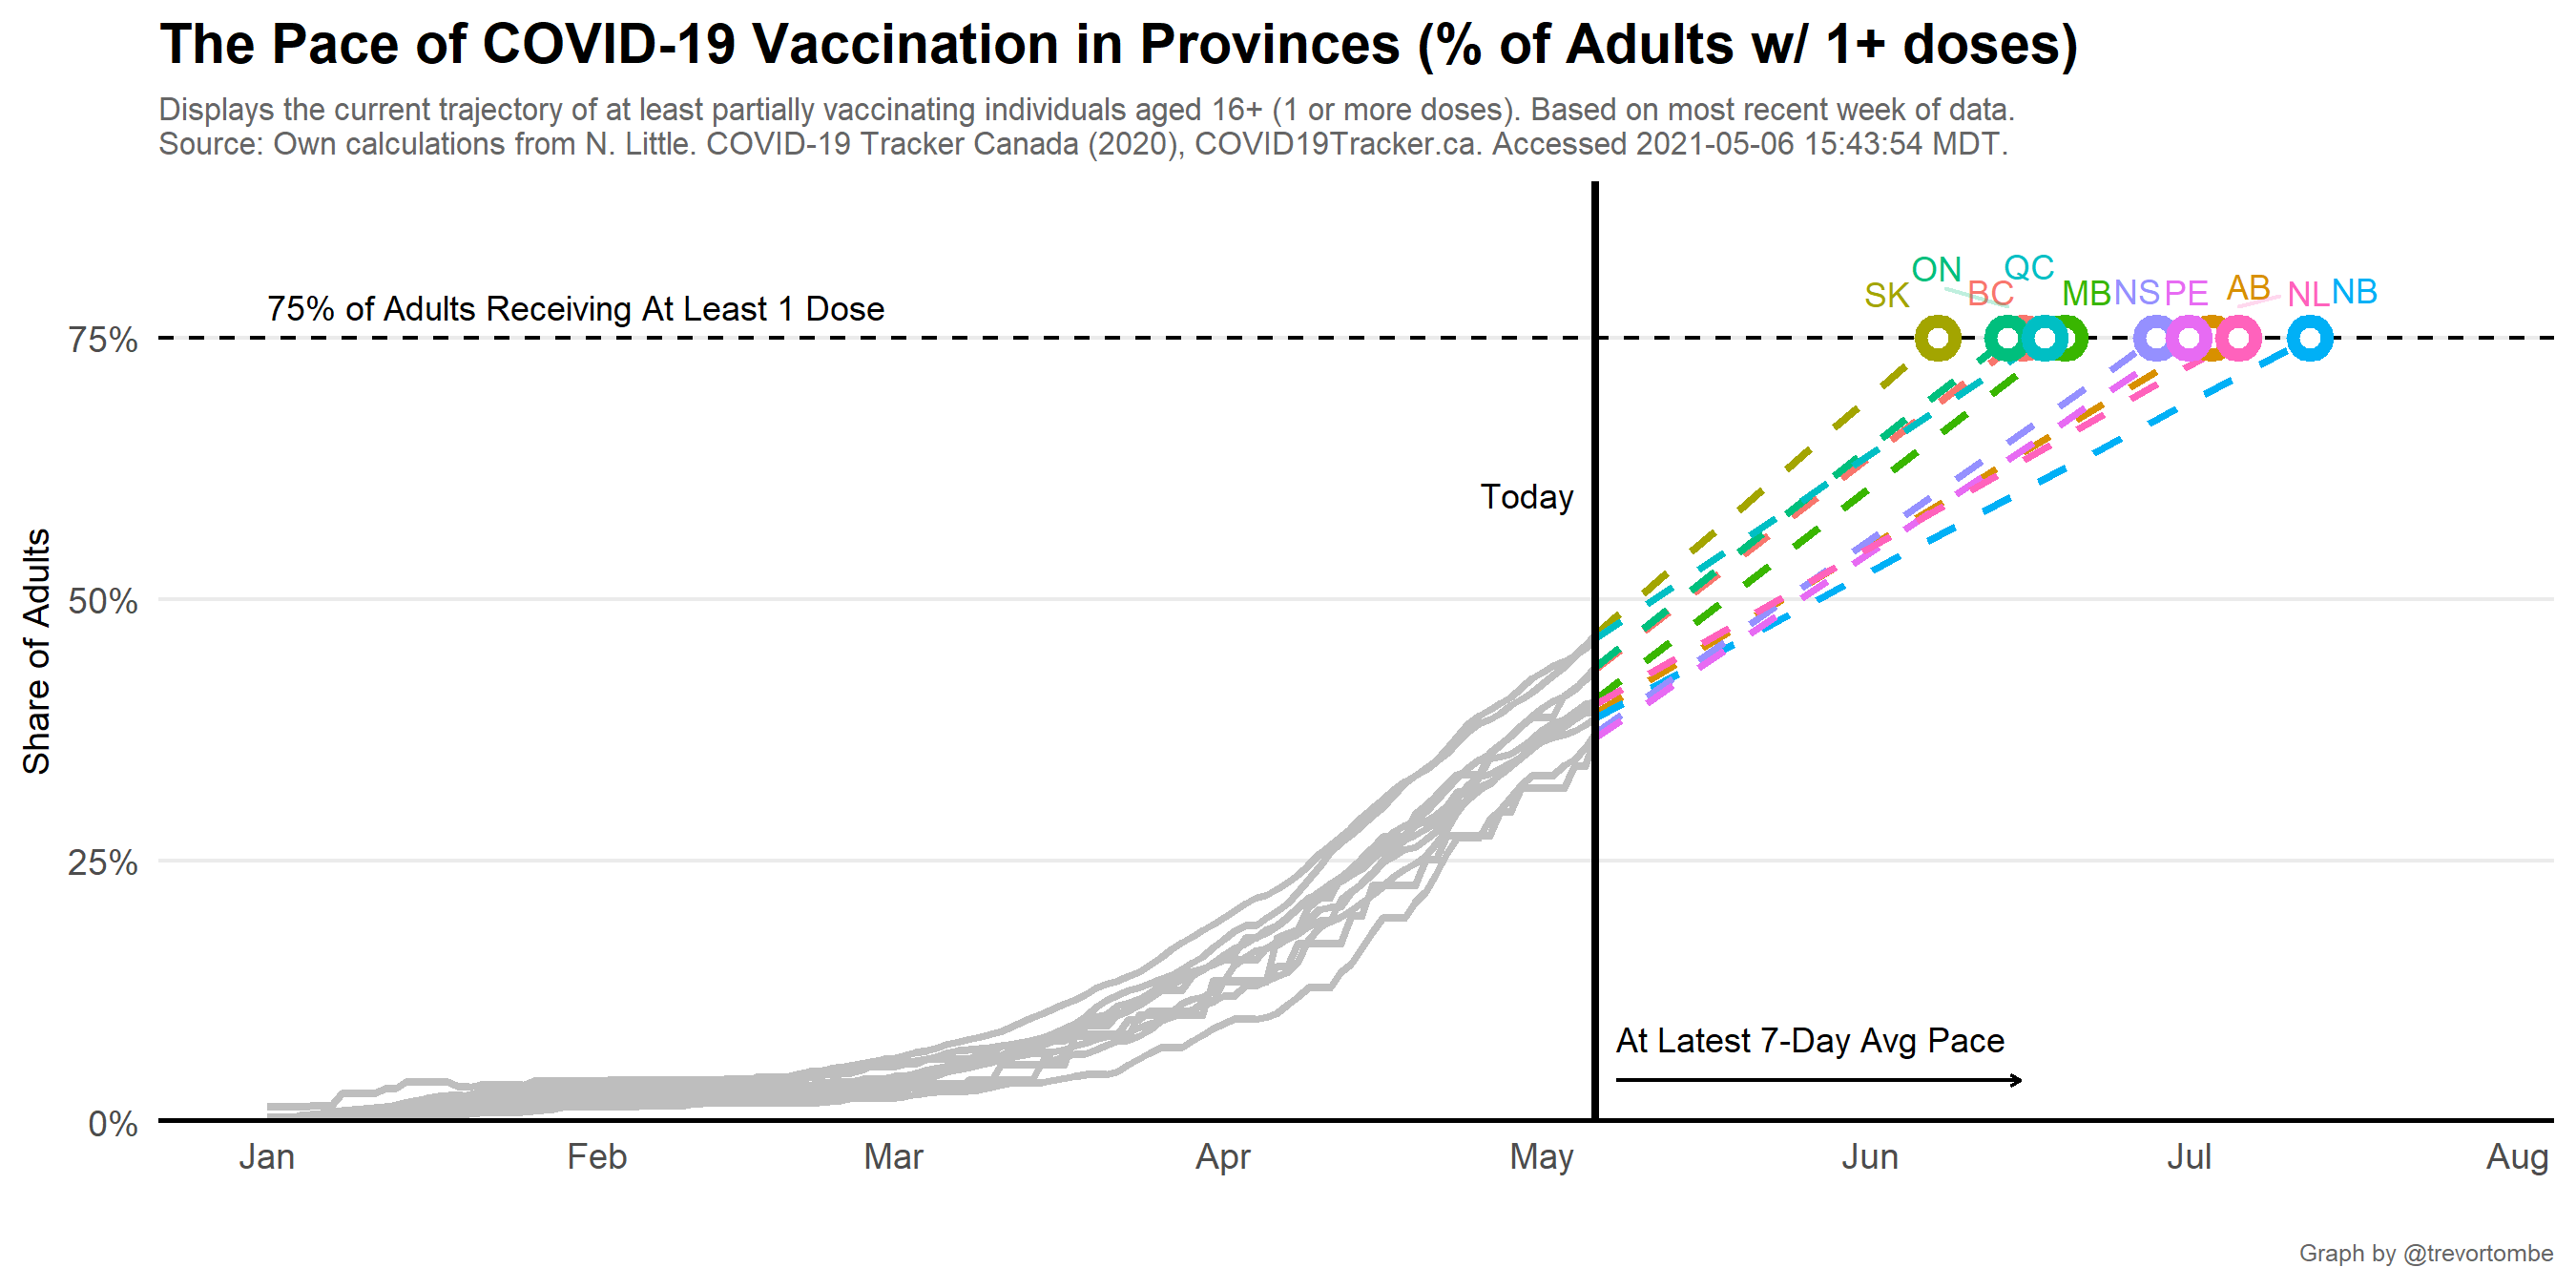 The Pace of COVID-19 Vaccination in Provinces (% of Adults w/ 1+ doses)
Displays the current trajectory of at least partially vaccinating individuals aged 16+ (1 or more doses). Based on most recent week of data.
Source: Own calculations from N. Little. COVID-19 Tracker Canada (2020), COVID19Tracker.ca. Accessed 2021-05-06 15:43:54 MDT.
SK ON BC QC MB NS PE AB NL NB
75% of Adults Receiving At Least 1 Dose
75%
Today
50%
Share of Adults
25%
At Latest 7-Day Avg Pace
0%
Jan Feb Mar Apr May Jun Jul Aug
Graph by @trevortombe